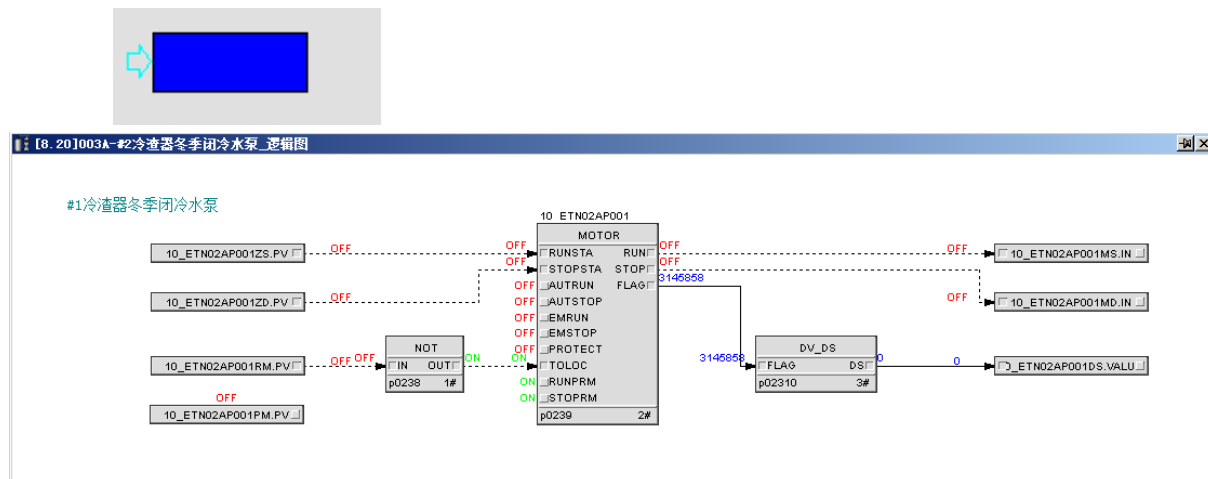 [8.20]003A-#2冷渣器冬季闭冷水泵_逻辑图
#1冷渣器冬季闭冷水泵
10 ETN02AP001
MOTOR
10_ETN02AP001ZS.PV OFF OFF RUNSTA RUN OFF OFF 10_ETN02AP001MS.IN
10_ETN02AP001ZD.PV OFF OFF STOPSTA STOP OFF OFF 10_ETN02AP001MD.IN
OFF AUTRUN FLAG 3145858
OFF AUTSTOP
OFF EMRUN
OFF EMSTOP
OFF PROTECT
10_ETN02AP001RM.PV OFF OFF NOT IN OUT ON ON TOLOC
p0238 1#
ON RUNPRM
ON STOPRM
p0239 2#
3145858 DV_DS FLAG DS 0 0 _ETN02AP001DS.VALU
p02310 3#
OFF
10_ETN02AP001PM.PV